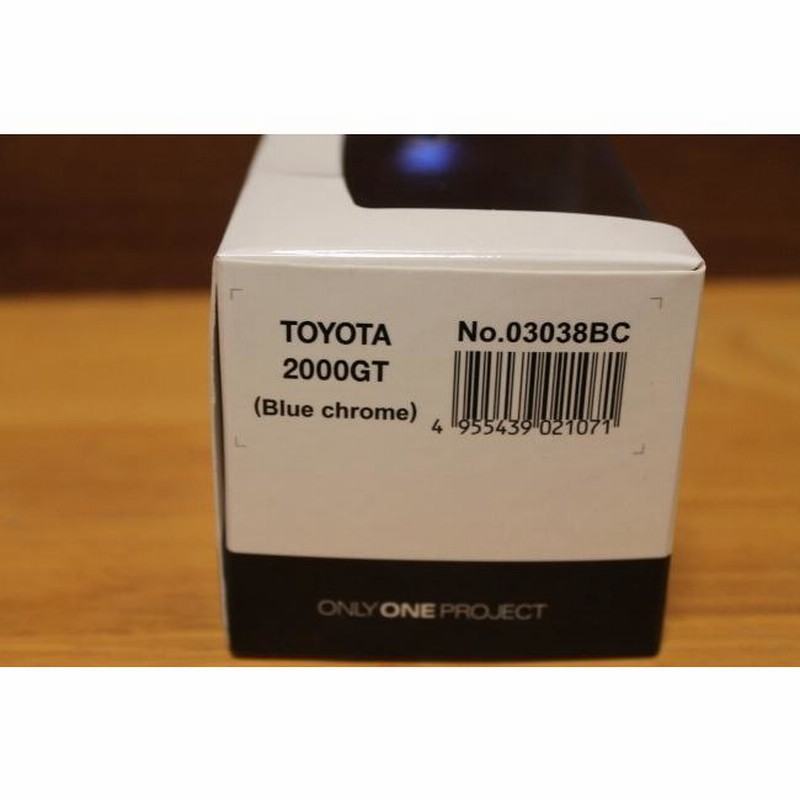 TOYOTA
2000GT
(Blue chrome)
No.03038BC
4 955439 021071
ONLY ONE PROJECT